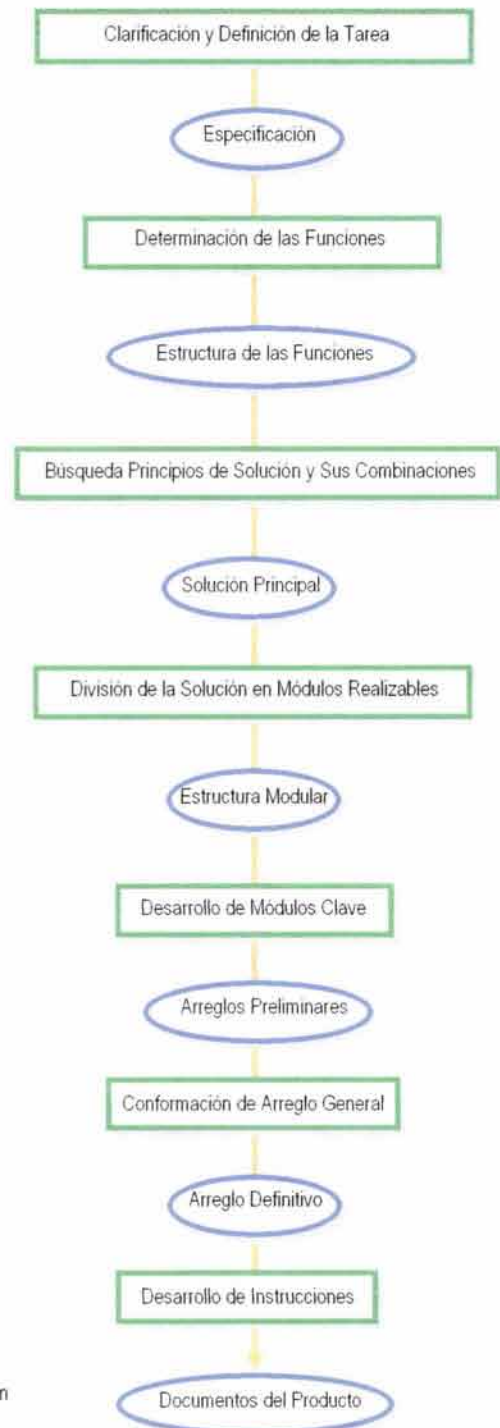 Clarificación y Definición de la Tarea
Especificación
Determinación de las Funciones
Estructura de las Funciones
Búsqueda Principios de Solución y Sus Combinaciones
Solución Principal
División de la Solución en Módulos Realizables
Estructura Modular
Desarrollo de Módulos Clave
Arreglos Preliminares
Conformación de Arreglo General
Arreglo Definitivo
Desarrollo de Instrucciones
Documentos del Producto